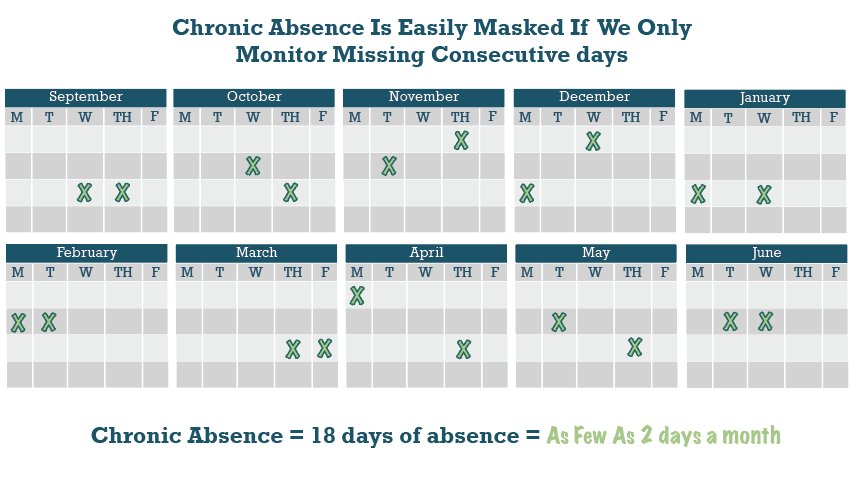 Chronic Absence Is Easily Masked If We Only
Monitor Missing Consecutive days
September October November December January
M T W TH F M T W TH F M T W TH F M T W TH F M T W TH F
X
X
X
X
X
X
X
X
X
X
February March April May June
M T W TH F M T W TH F M T W TH F M T W TH F M T W TH F
X
X
X
X
X
X
X
X
X
X
Chronic Absence = 18 days of absence = As Few As 2 days a month